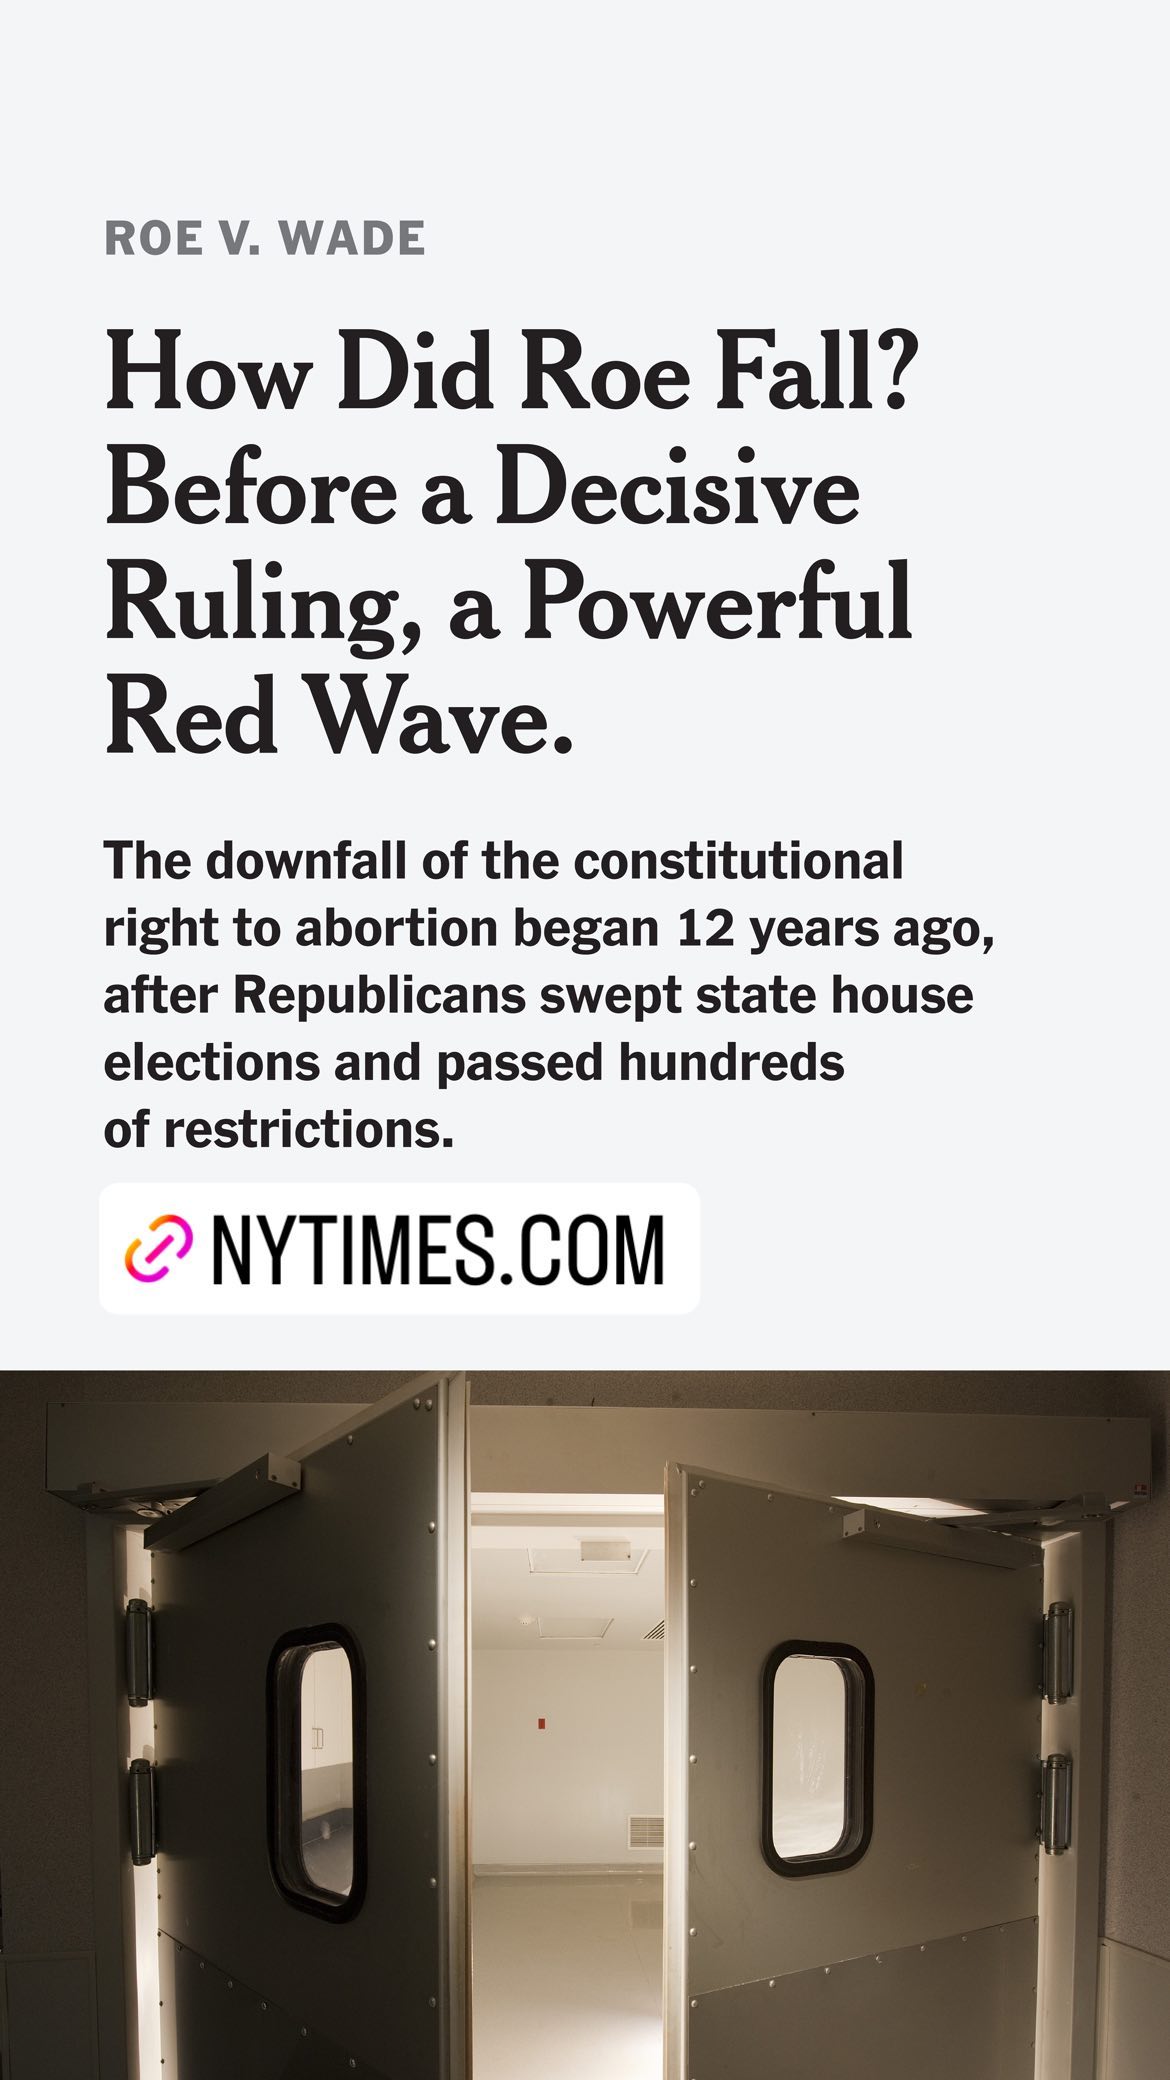 ROE V. WADE
How Did Roe Fall?
Before a Decisive
Ruling, a Powerful
Red Wave.
The downfall of the constitutional
right to abortion began 12 years ago,
after Republicans swept state house
elections and passed hundreds
of restrictions.
NYTIMES.COM